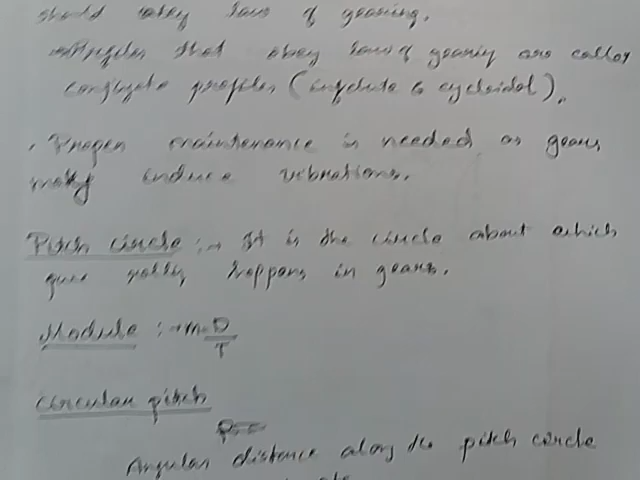 should obey law of gearing.
Profiles that obey law of gearing are called
conjugate profiles (involute & cycloidal).
. Proper maintenance is needed as gears
may induce vibrations.
Pitch circle :→ It is the circle about which
pure rolling happens in gears.
Module :→ m=D/T
Circular pitch
P=
Angular distance along the pitch circle